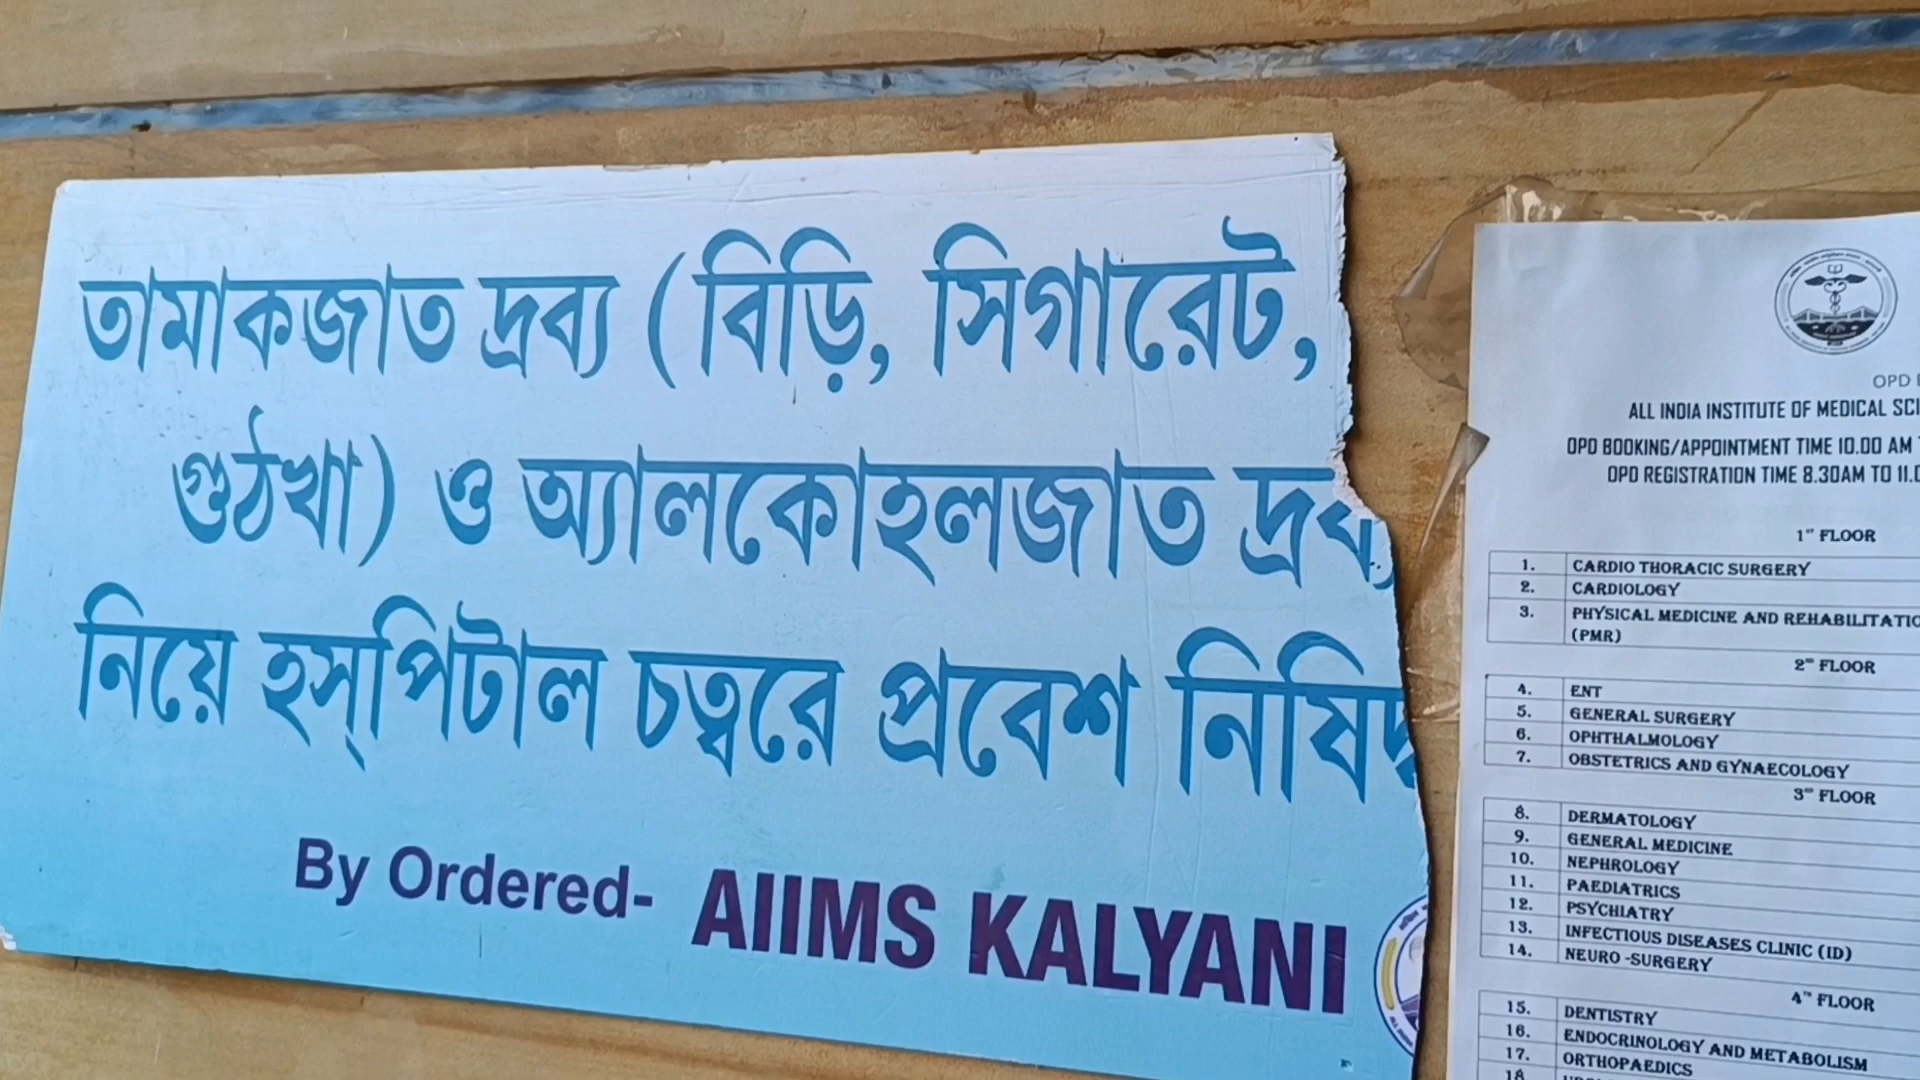 তামাকজাত দ্রব্য (বিড়ি, সিগারেট,
গুঠখা) ও অ্যালকোহলজাত দ্রব্য
নিয়ে হস্পিটাল চত্বরে প্রবেশ
By Ordered- AIIMS KALYANI
OPD
ALL INDIA INSTITUTE OF MEDICAL
OPD BOOKING/APPOINTMENT TIME 10.00 AM
OPD REGISTRATION TIME 8.30AM TO
1ST FLOOR
1. CARDIO THORACIC SURGERY
2. CARDIOLOGY
3. PHYSICAL MEDICINE AND
(PMR)
2ND FLOOR
4. ENT
5. GENERAL SURGERY
6. OPHTHALMOLOGY
7. OBSTETRICS AND GYNAECOLOGY
3RD FLOOR
8. DERMATOLOGY
9. GENERAL MEDICINE
10. NEPHROLOGY
11. PAEDIATRICS
12. PSYCHIATRY
13. INFECTIOUS DISEASES CLINIC (ID)
14. NEURO -SURGERY
4TH FLOOR
15. DENTISTRY
16. ENDOCRINOLOGY AND METABOLISM
17. ORTHOPAEDICS
18